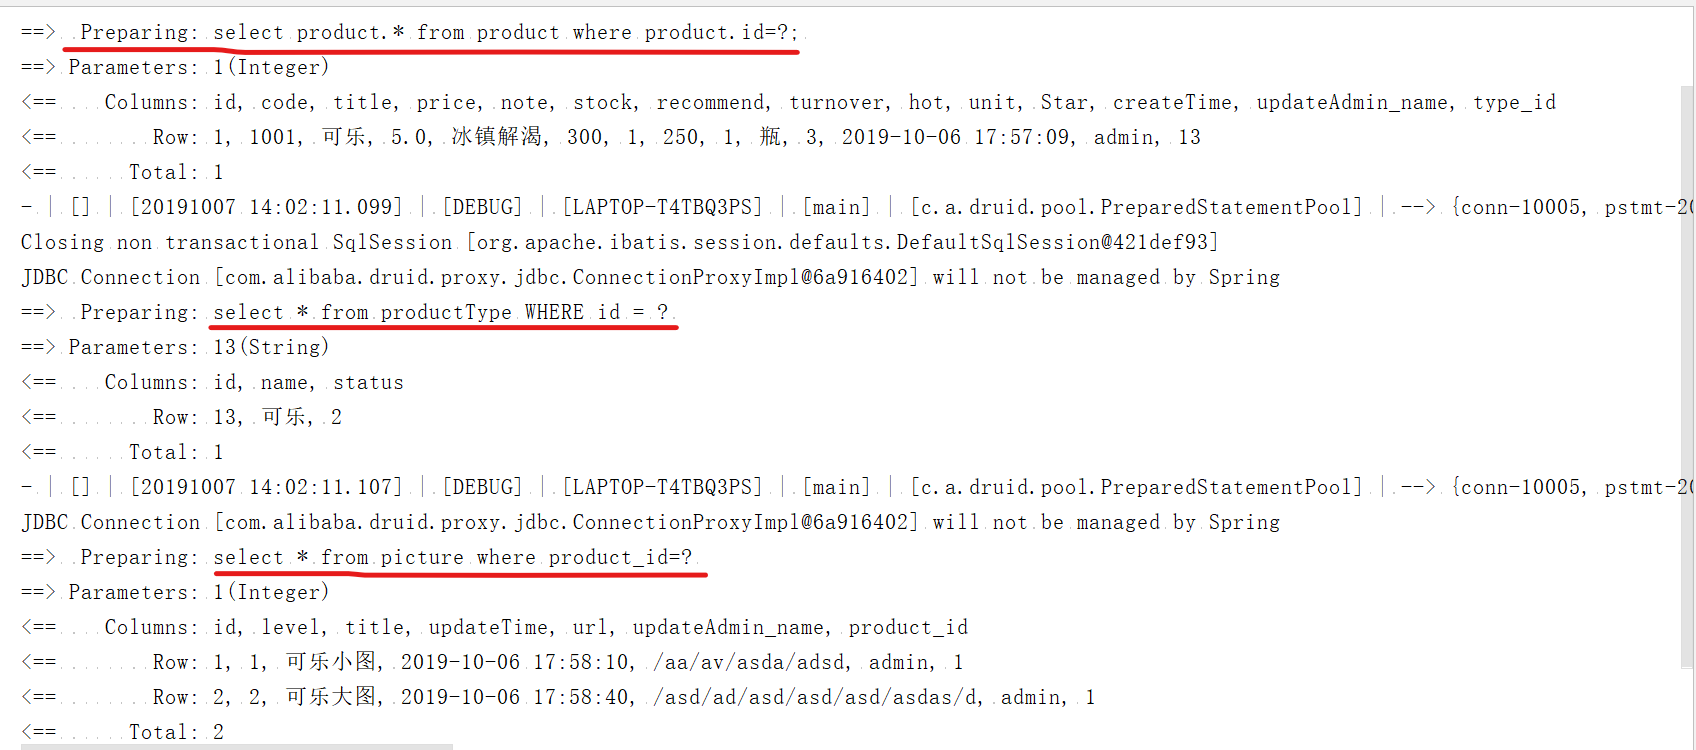 ==> Preparing: select product.* from product where product.id=?;
==> Parameters: 1(Integer)
<== Columns: id, code, title, price, note, stock, recommend, turnover, hot, unit, Star, createTime, updateAdmin_name, type_id
<== Row: 1, 1001, 可乐, 5.0, 冰镇解渴, 300, 1, 250, 1, 瓶, 3, 2019-10-06 17:57:09, admin, 13
<== Total: 1
- | [] | [20191007 14:02:11.099] | [DEBUG] | [LAPTOP-T4TBQ3PS] | [main] | [c.a.druid.pool.PreparedStatementPool] | --> {conn-10005, pstmt-20
Closing non transactional SqlSession [org.apache.ibatis.session.defaults.DefaultSqlSession@421def93]
JDBC Connection [com.alibaba.druid.proxy.jdbc.ConnectionProxyImpl@6a916402] will not be managed by Spring
==> Preparing: select * from productType WHERE id = ?
==> Parameters: 13(String)
<== Columns: id, name, status
<== Row: 13, 可乐, 2
<== Total: 1
- | [] | [20191007 14:02:11.107] | [DEBUG] | [LAPTOP-T4TBQ3PS] | [main] | [c.a.druid.pool.PreparedStatementPool] | --> {conn-10005, pstmt-20
JDBC Connection [com.alibaba.druid.proxy.jdbc.ConnectionProxyImpl@6a916402] will not be managed by Spring
==> Preparing: select * from picture where product_id=?
==> Parameters: 1(Integer)
<== Columns: id, level, title, updateTime, url, updateAdmin_name, product_id
<== Row: 1, 1, 可乐小图, 2019-10-06 17:58:10, /aa/av/asda/adsd, admin, 1
<== Row: 2, 2, 可乐大图, 2019-10-06 17:58:40, /asd/ad/asd/asd/asd/asdas/d, admin, 1
<== Total: 2